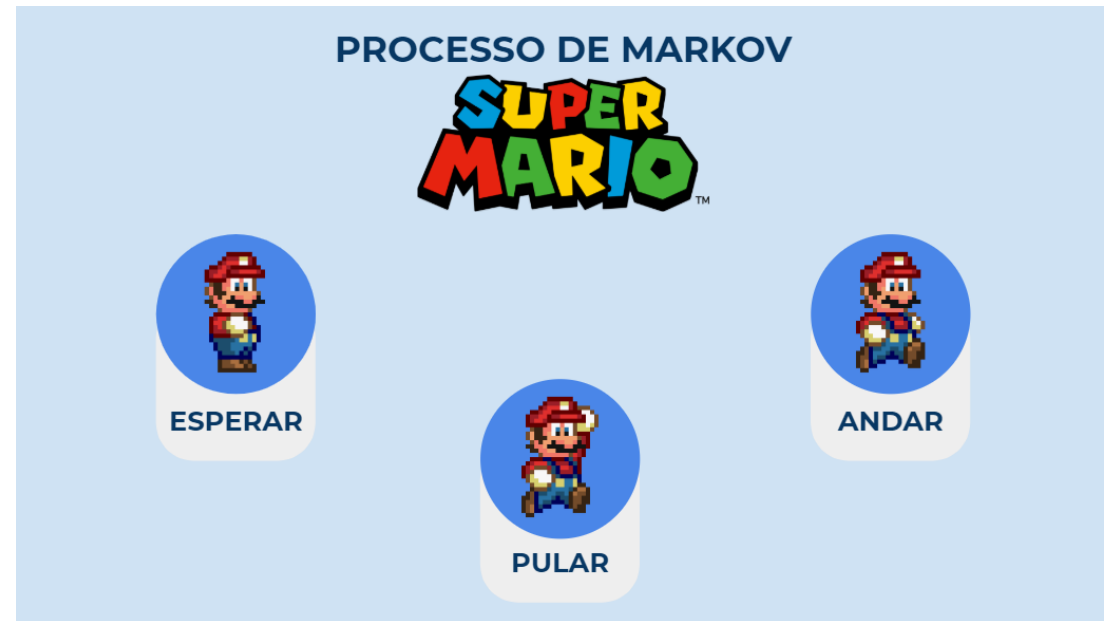 PROCESSO DE MARKOV
SUPER
MARIO
TM
ESPERAR
ANDAR
PULAR